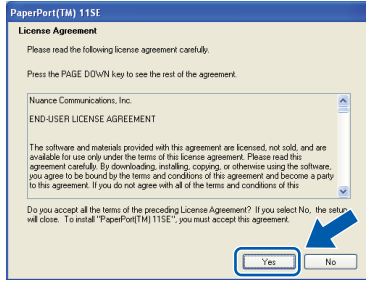 PaperPort(TM) 11SE
License Agreement
Please read the following license agreement carefully.
Press the PAGE DOWN key to see the rest of the agreement.
Nuance Communications, Inc.
END-USER LICENSE AGREEMENT
The software and materials provided with this agreement are licensed, not sold, and are
available for use only under the terms of this license agreement. Please read this
agreement carefully. By downloading, installing, copying, or otherwise using the software,
you agree to be bound by the terms and conditions of this agreement and become a party
to this agreement. If you do not agree with all of the terms and conditions of this
Do you accept all the terms of the preceding License Agreement? If you select No, the setup
will close. To install "PaperPort(TM) 11SE", you must accept this agreement.
Yes
No